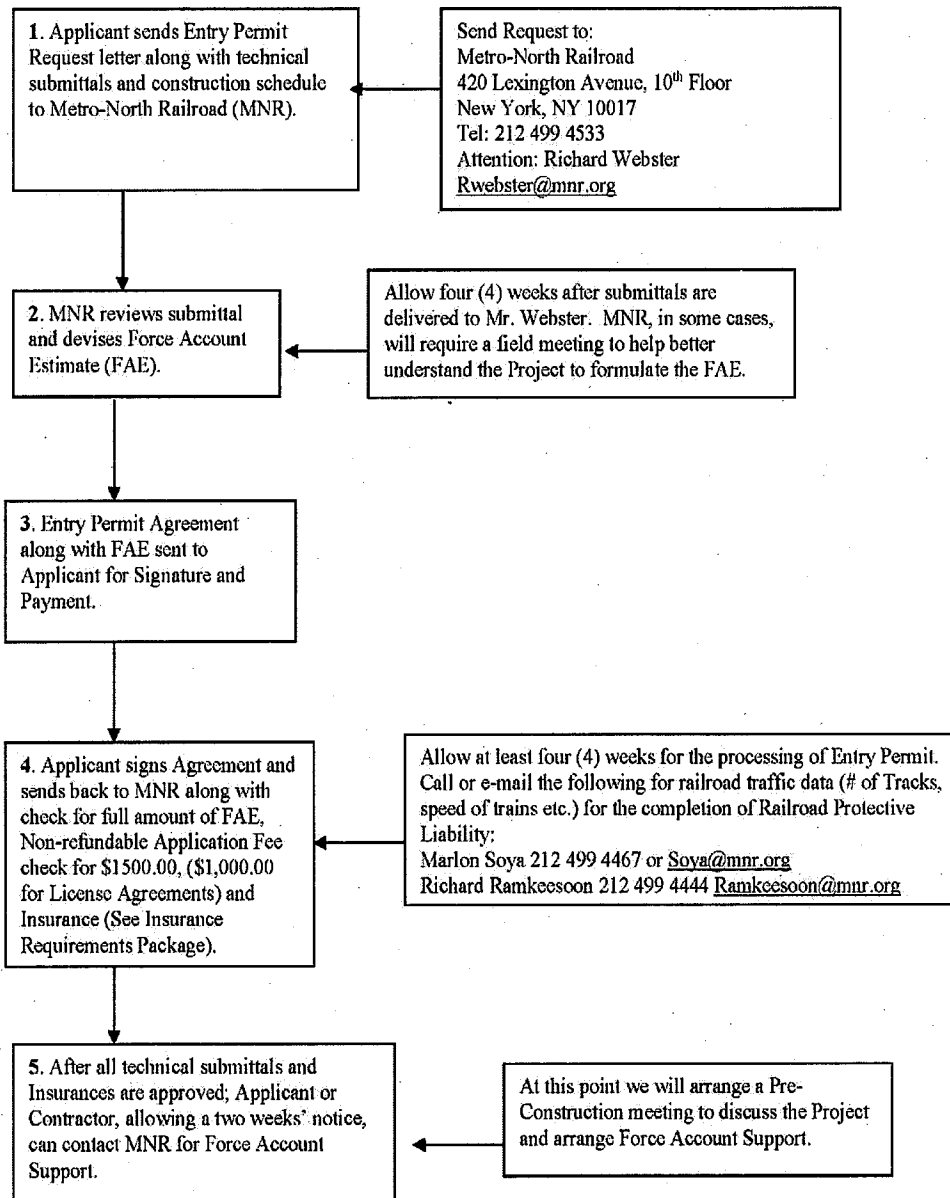 1. Applicant sends Entry Permit
Request letter along with technical
submittals and construction schedule
to Metro-North Railroad (MNR).
Send Request to:
Metro-North Railroad
420 Lexington Avenue, 10th Floor
New York, NY 10017
Tel: 212 499 4533
Attention: Richard Webster
Rwebster@mnr.org
2. MNR reviews submittal
and devises Force Account
Estimate (FAE).
Allow four (4) weeks after submittals are
delivered to Mr. Webster. MNR, in some cases,
will require a field meeting to help better
understand the Project to formulate the FAE.
3. Entry Permit Agreement
along with FAE sent to
Applicant for Signature and
Payment.
4. Applicant signs Agreement and
sends back to MNR along with
check for full amount of FAE,
Non-refundable Application Fee
check for $1500.00, ($1,000.00
for License Agreements) and
Insurance (See Insurance
Requirements Package).
Allow at least four (4) weeks for the processing of Entry Permit.
Call or e-mail the following for railroad traffic data (# of Tracks,
speed of trains etc.) for the completion of Railroad Protective
Liability:
Marlon Soya 212 499 4467 or Soya@mnr.org
Richard Ramkeesoon 212 499 4444 Ramkeesoon@mnr.org
5. After all technical submittals and
Insurances are approved; Applicant or
Contractor, allowing a two weeks' notice,
can contact MNR for Force Account
Support.
At this point we will arrange a Pre-
Construction meeting to discuss the Project
and arrange Force Account Support.